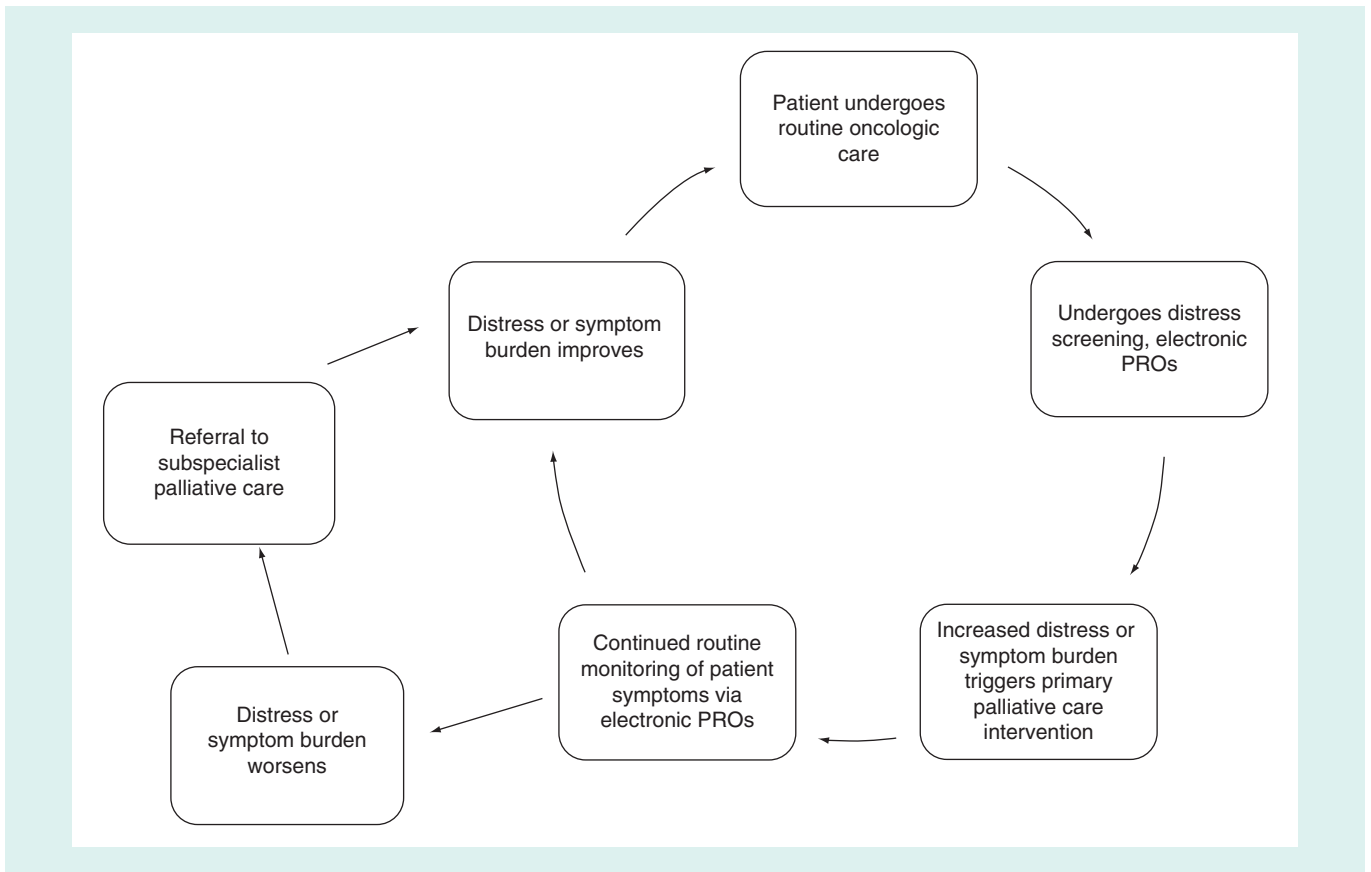 Patient undergoes
routine oncologic
care
Undergoes distress
screening, electronic
PROs
Increased distress or
symptom burden
triggers primary
palliative care
intervention
Continued routine
monitoring of patient
symptoms via
electronic PROs
Distress or symptom
burden improves
Distress or
symptom burden
worsens
Referral to
subspecialist
palliative care